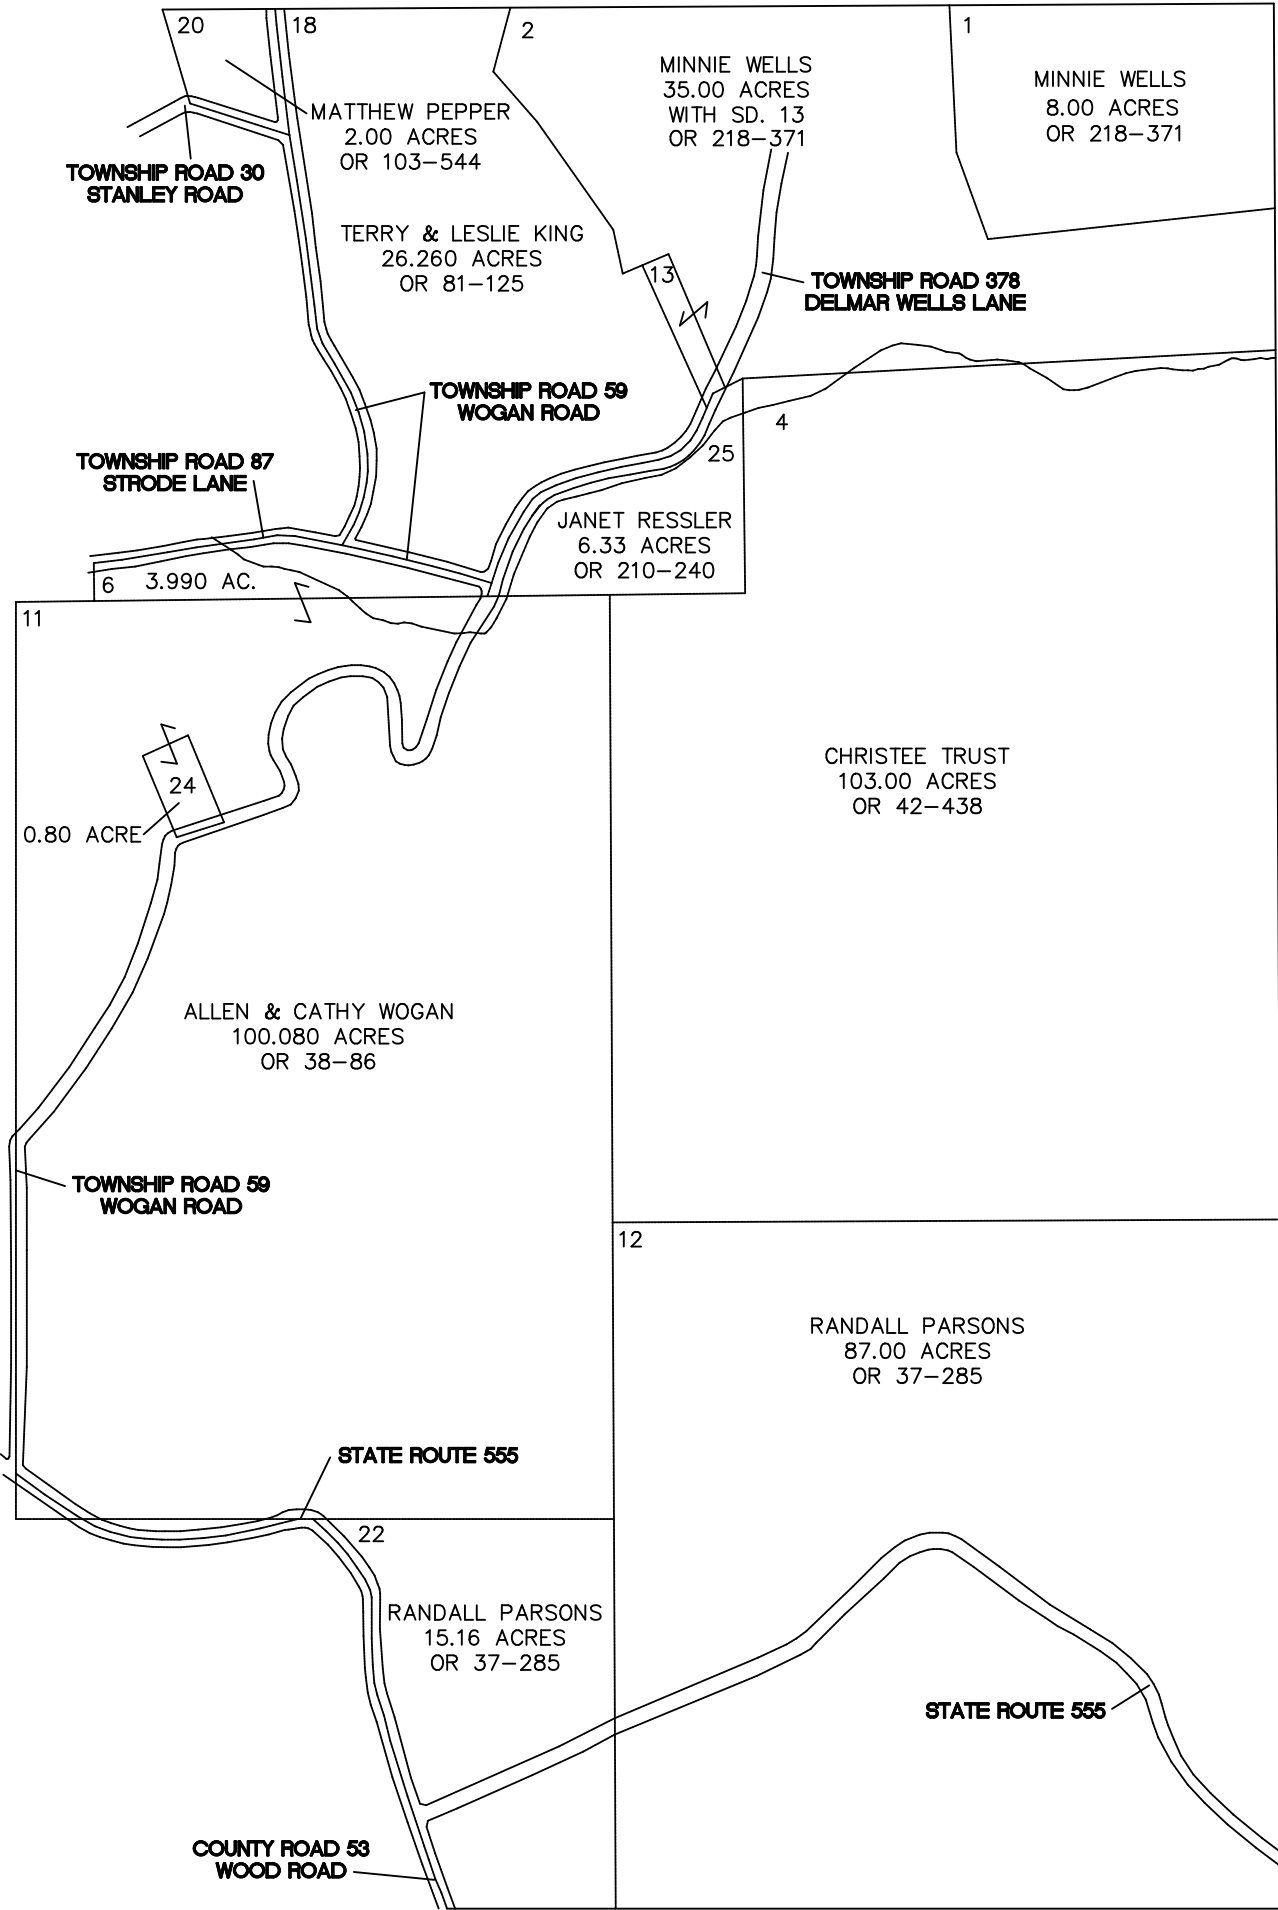 20
18
2
1
MINNIE WELLS
35.00 ACRES
WITH SD. 13
OR 218-371
MINNIE WELLS
8.00 ACRES
OR 218-371
MATTHEW PEPPER
2.00 ACRES
OR 103-544
TOWNSHIP ROAD 30
STANLEY ROAD
TERRY & LESLIE KING
26.260 ACRES
OR 81-125
13
TOWNSHIP ROAD 378
DELMAR WELLS LANE
TOWNSHIP ROAD 59
WOGAN ROAD
4
25
TOWNSHIP ROAD 87
STRODE LANE
JANET RESSLER
6.33 ACRES
OR 210-240
6 3.990 AC.
11
24
0.80 ACRE
CHRISTEE TRUST
103.00 ACRES
OR 42-438
ALLEN & CATHY WOGAN
100.080 ACRES
OR 38-86
TOWNSHIP ROAD 59
WOGAN ROAD
12
RANDALL PARSONS
87.00 ACRES
OR 37-285
STATE ROUTE 555
22
RANDALL PARSONS
15.16 ACRES
OR 37-285
STATE ROUTE 555
COUNTY ROAD 53
WOOD ROAD